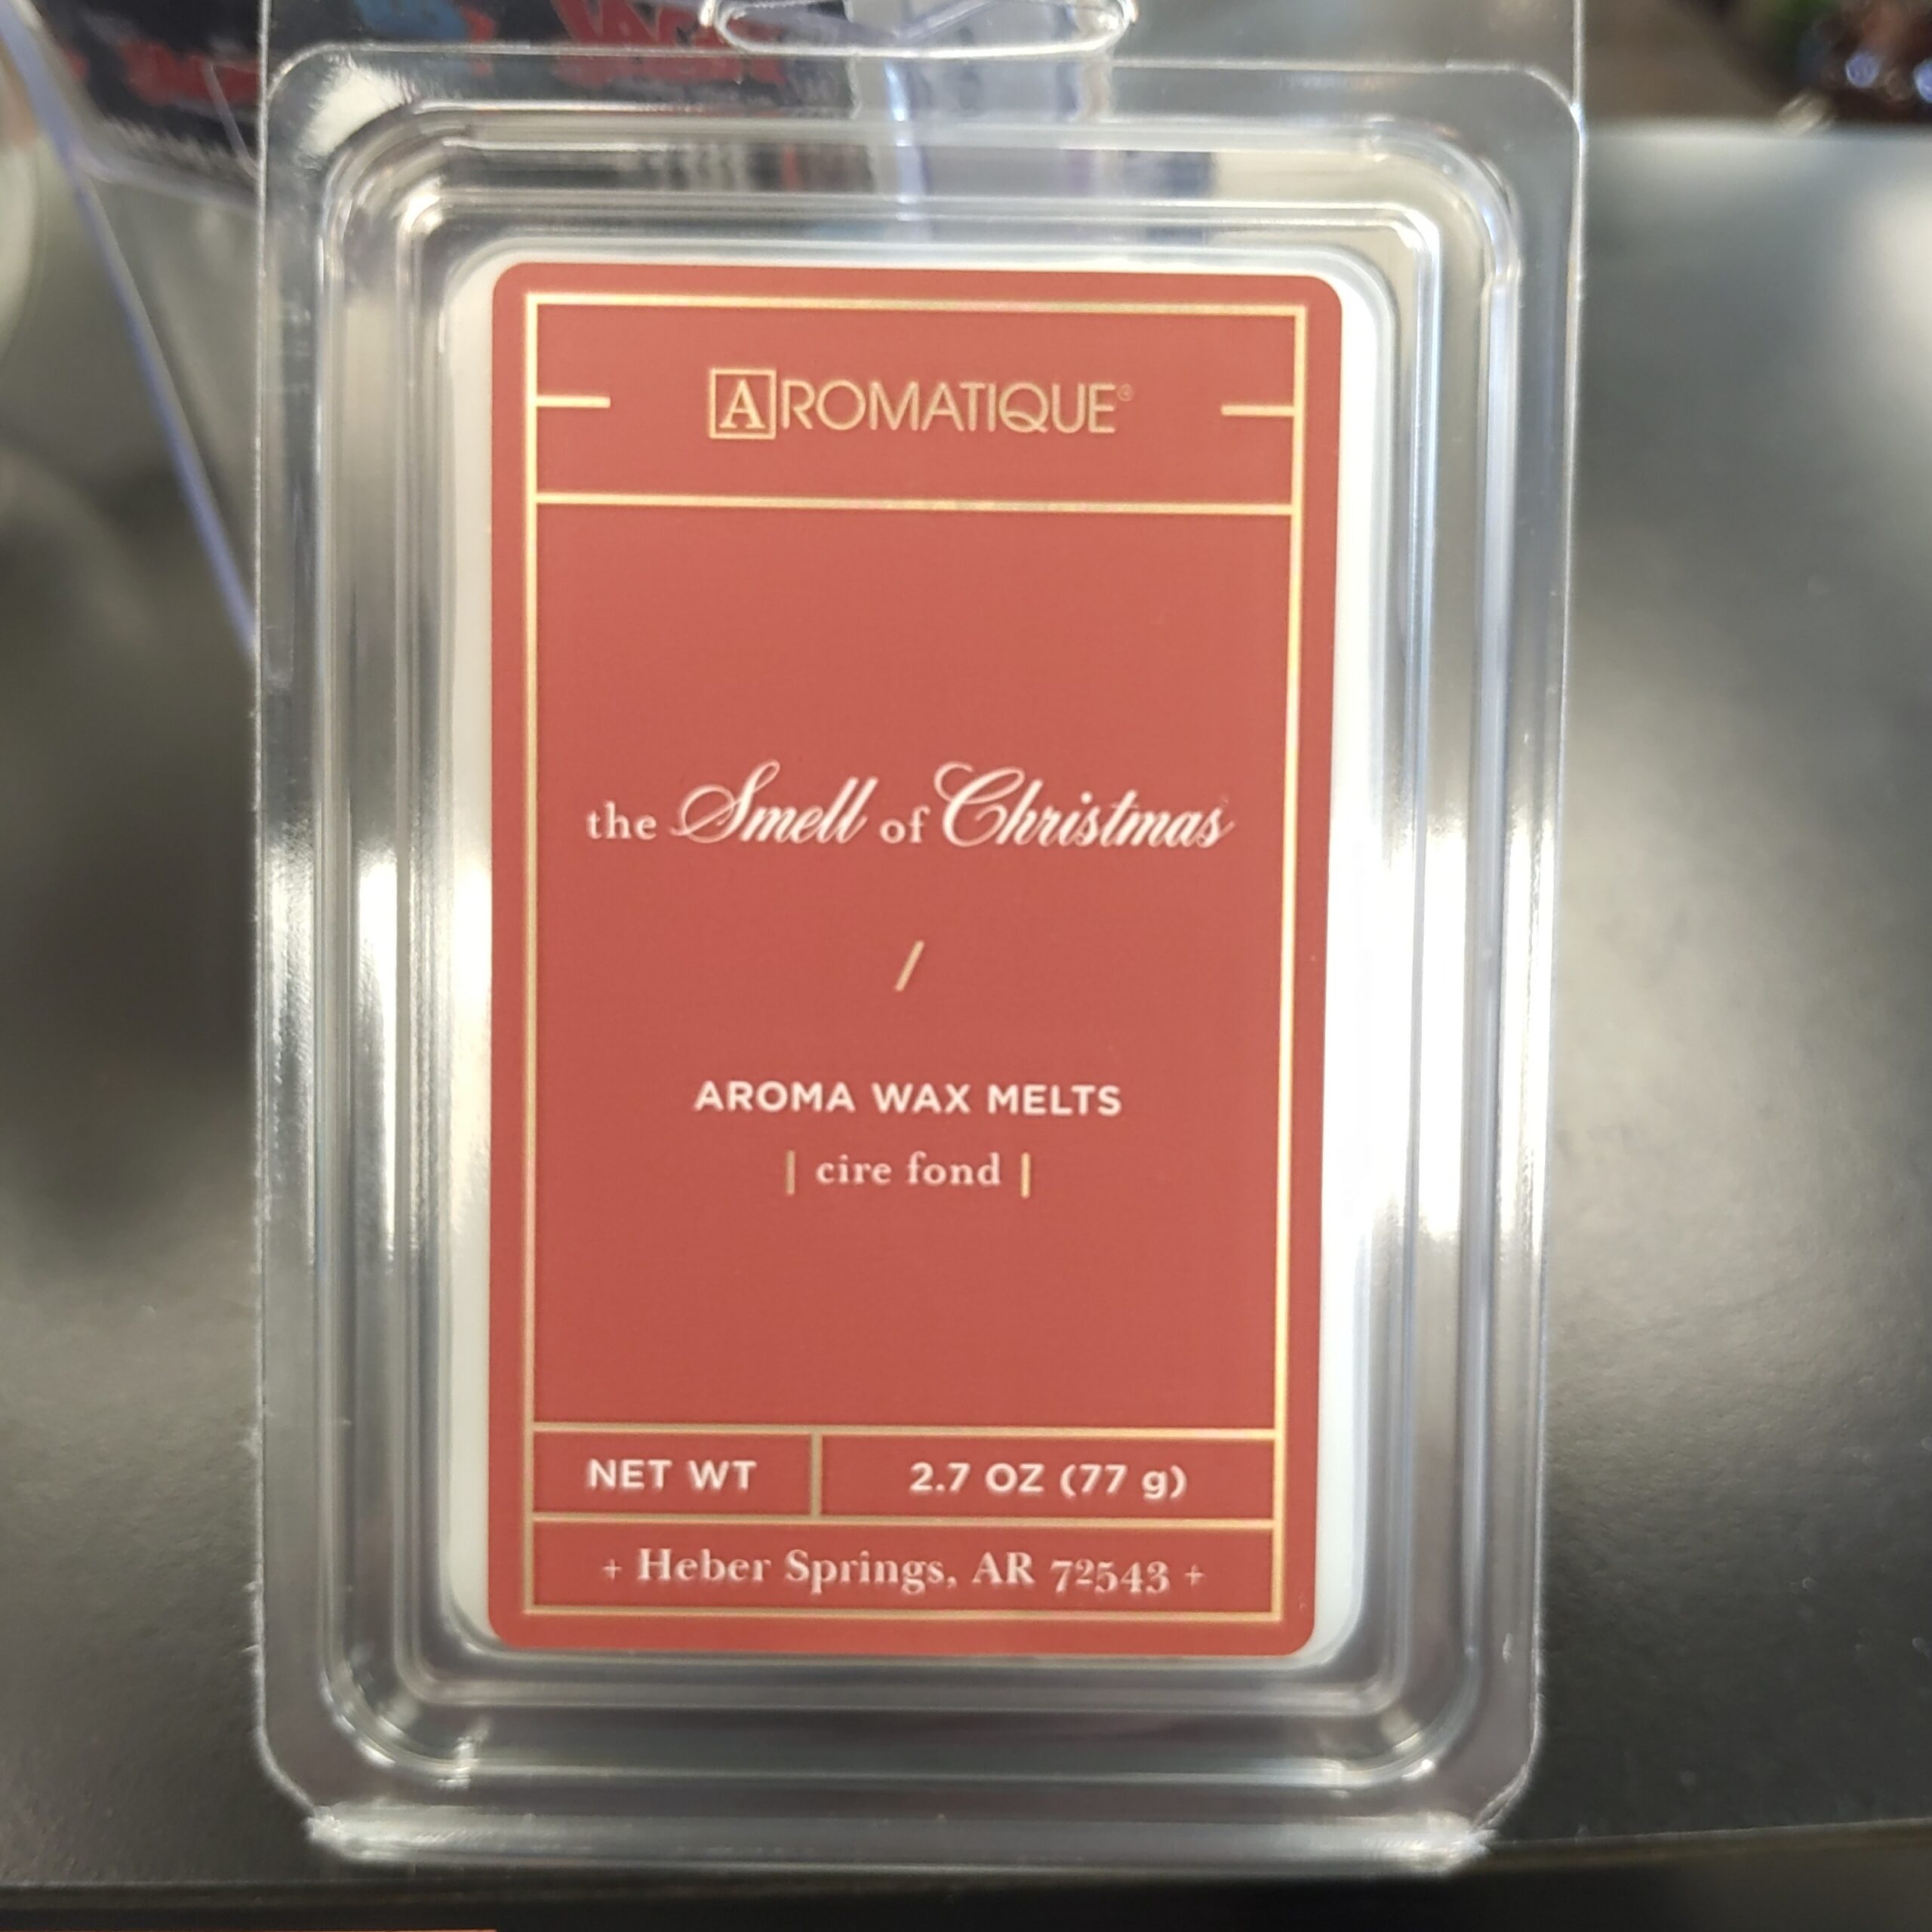 AROMATIQUE®
the Smell of Christmas
/
AROMA WAX MELTS
| cire fond |
NET WT | 2.7 OZ (77 g)
+ Heber Springs, AR 72543 +